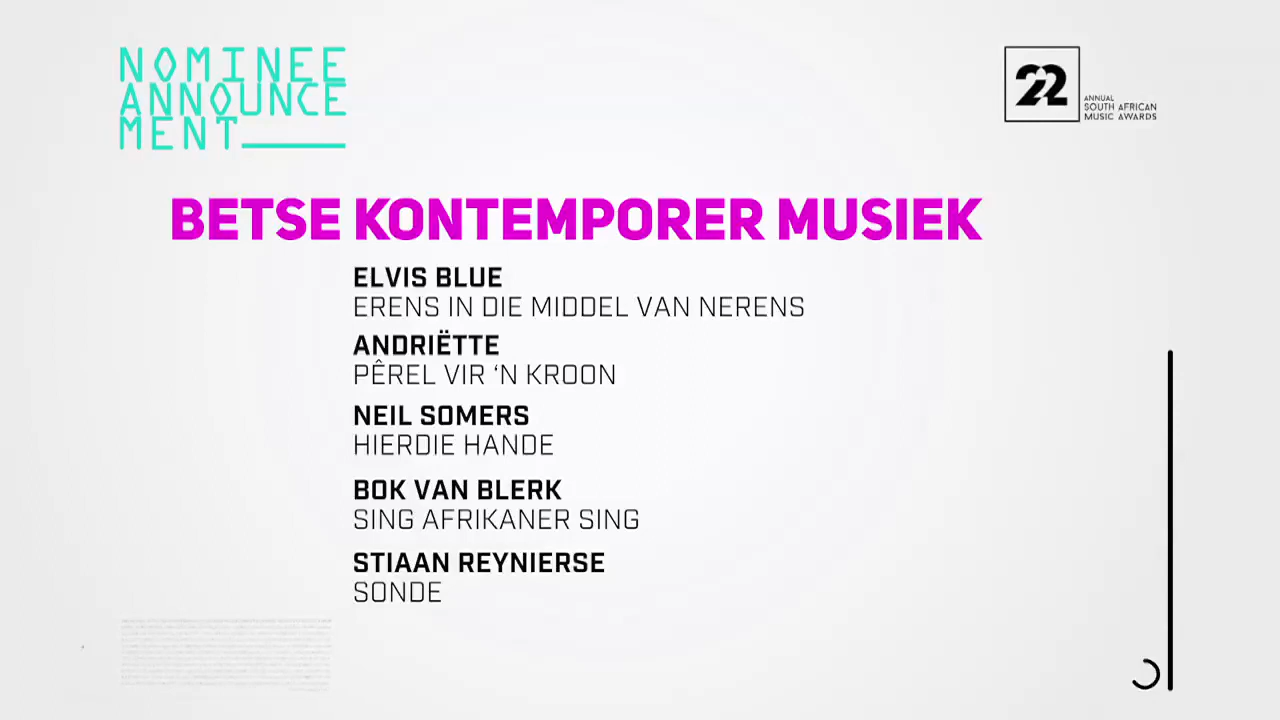 NOMINEE
ANNOUNCE
MENT
22
ANNUAL
SOUTH AFRICAN
MUSIC AWARDS
BETSE KONTEMPORER MUSIEK
ELVIS BLUE
ERENS IN DIE MIDDEL VAN NERENS
ANDRIËTTE
PÊREL VIR ‘N KROON
NEIL SOMERS
HIERDIE HANDE
BOK VAN BLERK
SING AFRIKANER SING
STIAAN REYNIERSE
SONDE